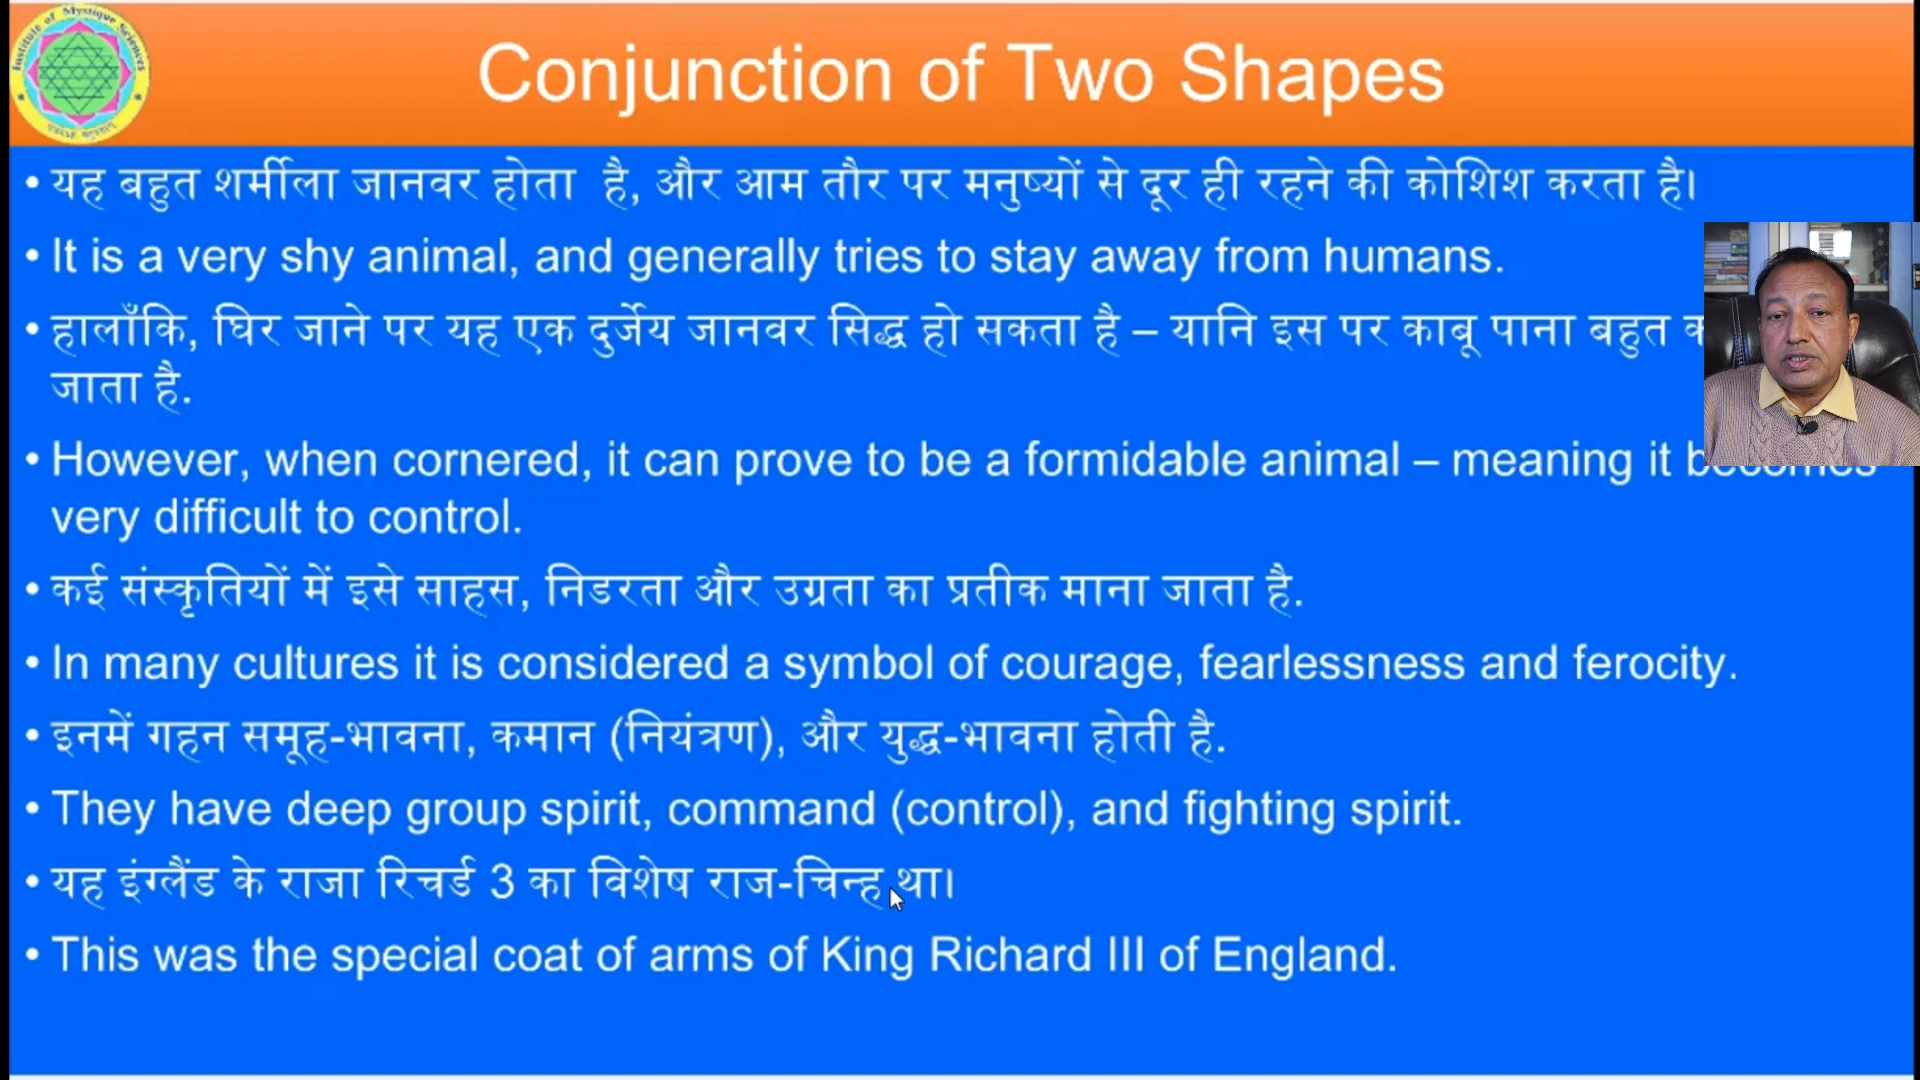 Institute of Mystique Sciences
Conjunction of Two Shapes
• यह बहुत शर्मीला जानवर होता है, और आम तौर पर मनुष्यों से दूर ही रहने की कोशिश करता है।
• It is a very shy animal, and generally tries to stay away from humans.
• हालाँकि, घिर जाने पर यह एक दुर्जेय जानवर सिद्ध हो सकता है – यानि इस पर काबू पाना बहुत
जाता है.
• However, when cornered, it can prove to be a formidable animal – meaning it becomes
very difficult to control.
• कई संस्कृतियों में इसे साहस, निडरता और उग्रता का प्रतीक माना जाता है.
• In many cultures it is considered a symbol of courage, fearlessness and ferocity.
• इनमें गहन समूह-भावना, कमान (नियंत्रण), और युद्ध-भावना होती है.
• They have deep group spirit, command (control), and fighting spirit.
• यह इंग्लैंड के राजा रिचर्ड 3 का विशेष राज-चिन्ह था।
• This was the special coat of arms of King Richard III of England.